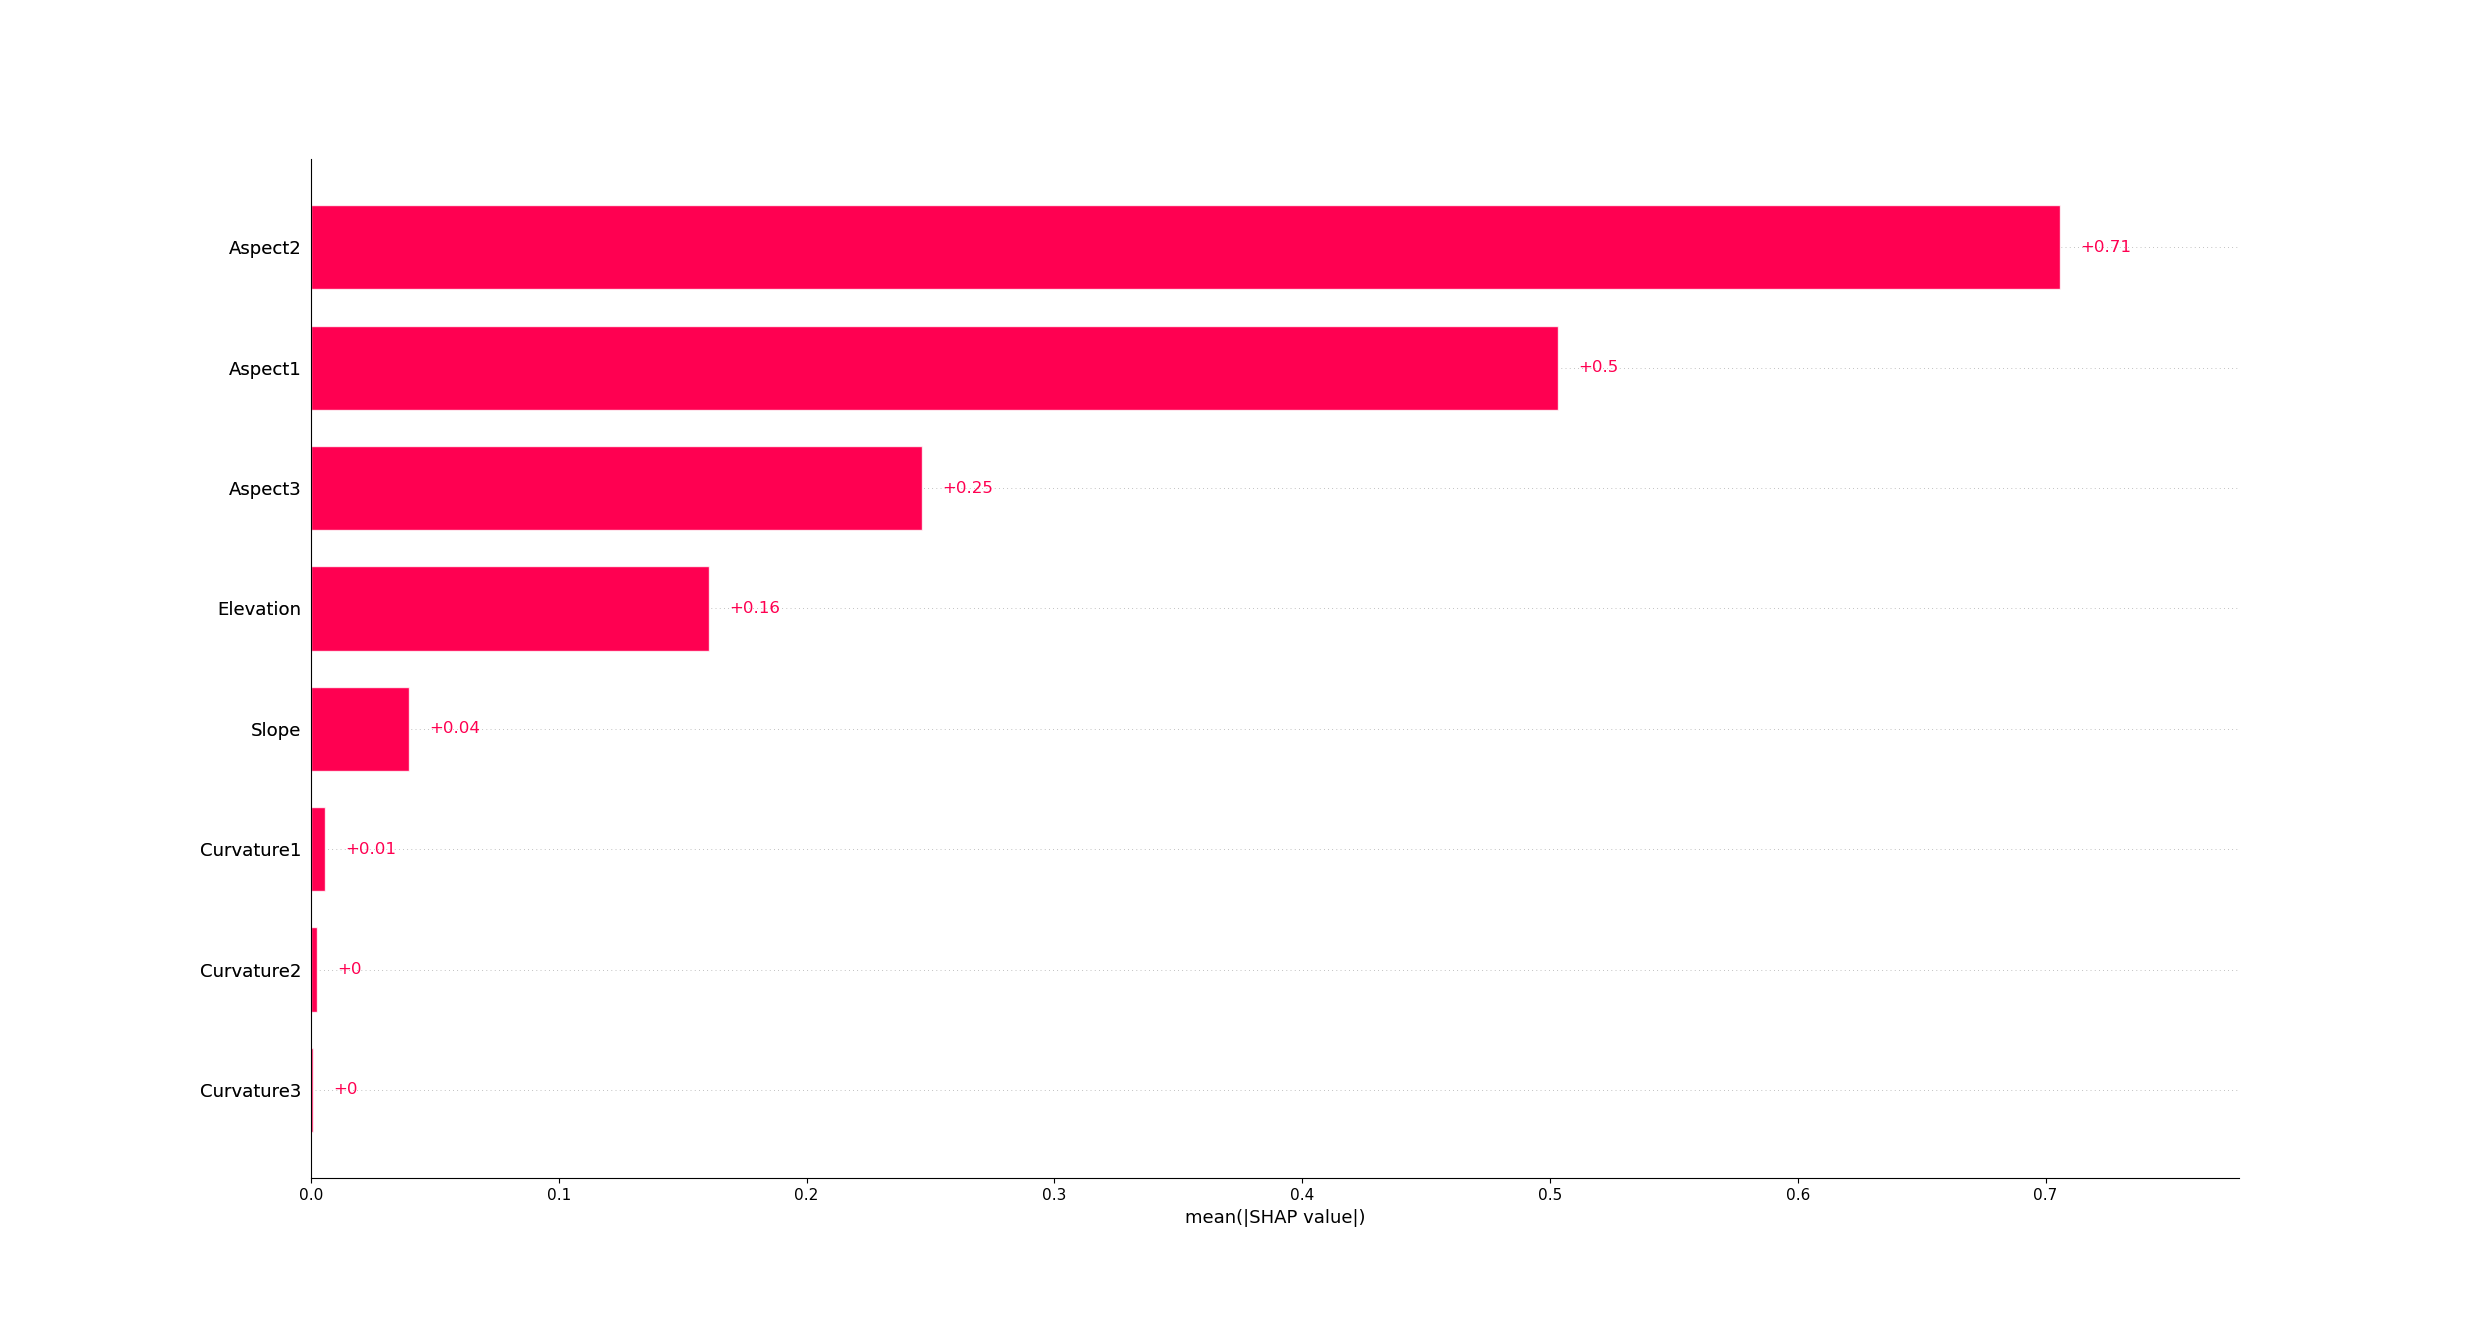 Aspect2 +0.71
Aspect1 +0.5
Aspect3 +0.25
Elevation +0.16
Slope +0.04
Curvature1 +0.01
Curvature2 +0
Curvature3 +0
0.0 0.1 0.2 0.3 0.4 0.5 0.6 0.7
mean(|SHAP value|)